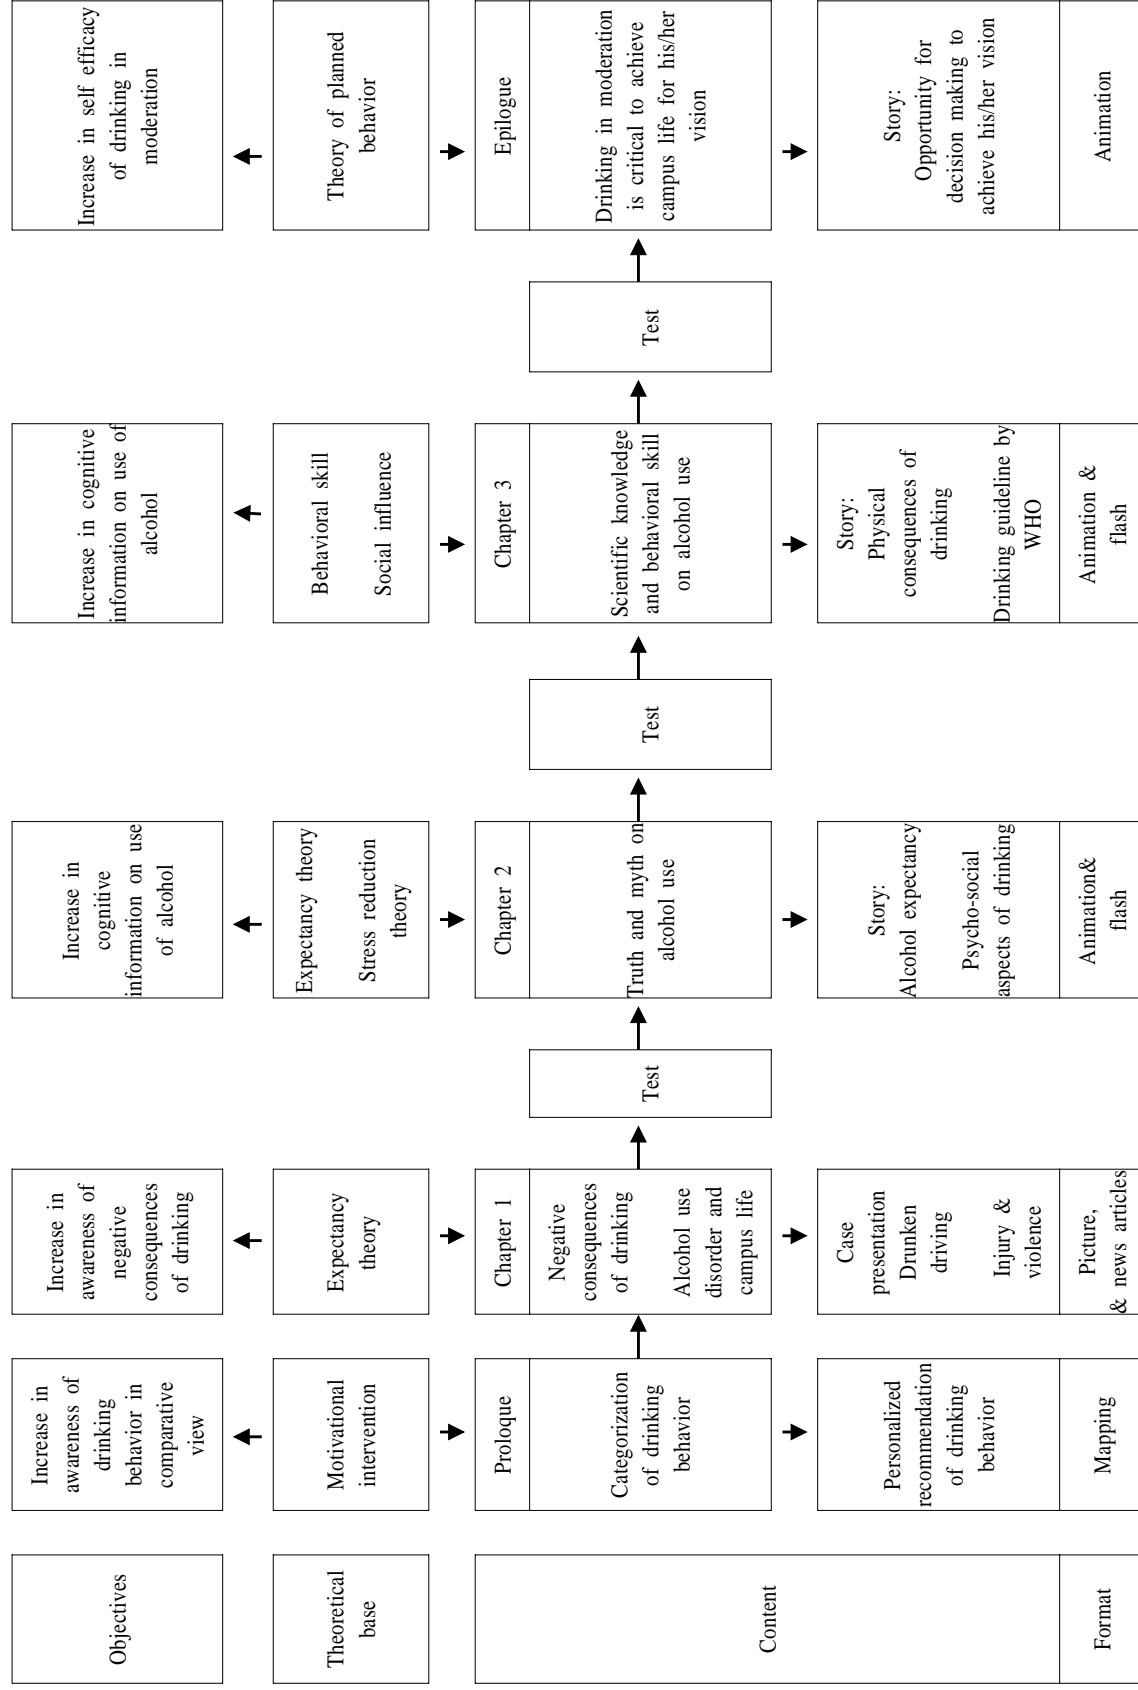 Objectives
Increase in
awareness of
drinking
behavior in
comparative
view
Increase in
awareness of
negative
consequences
of drinking
Increase in
cognitive
information on use
of alcohol
Increase in cognitive
information on use of
alcohol
Increase in self efficacy
of drinking in
moderation
Theoretical
base
Motivational
intervention
Expectancy
theory
Expectancy theory
Stress reduction
theory
Behavioral skill
Social influence
Theory of planned
behavior
Content
Proloque
Categorization
of drinking
behavior
Chapter 1
Negative
consequences
of drinking
Alcohol use
disorder and
campus life
Test
Chapter 2
Truth and myth on
alcohol use
Test
Chapter 3
Scientific knowledge
and behavioral skill
on alcohol use
Test
Epilogue
Drinking in moderation
is critical to achieve
campus life for his/her
vision
Personalized
recommendation
of drinking
behavior
Case
presentation
Drunken
driving
Injury &
violence
Story:
Alcohol expectancy
Psycho-social
aspects of drinking
Story:
Physical
consequences of
drinking
Drinking guideline by
WHO
Story:
Opportunity for
decision making to
achieve his/her vision
Format
Mapping
Picture,
& news articles
Animation&
flash
Animation &
flash
Animation